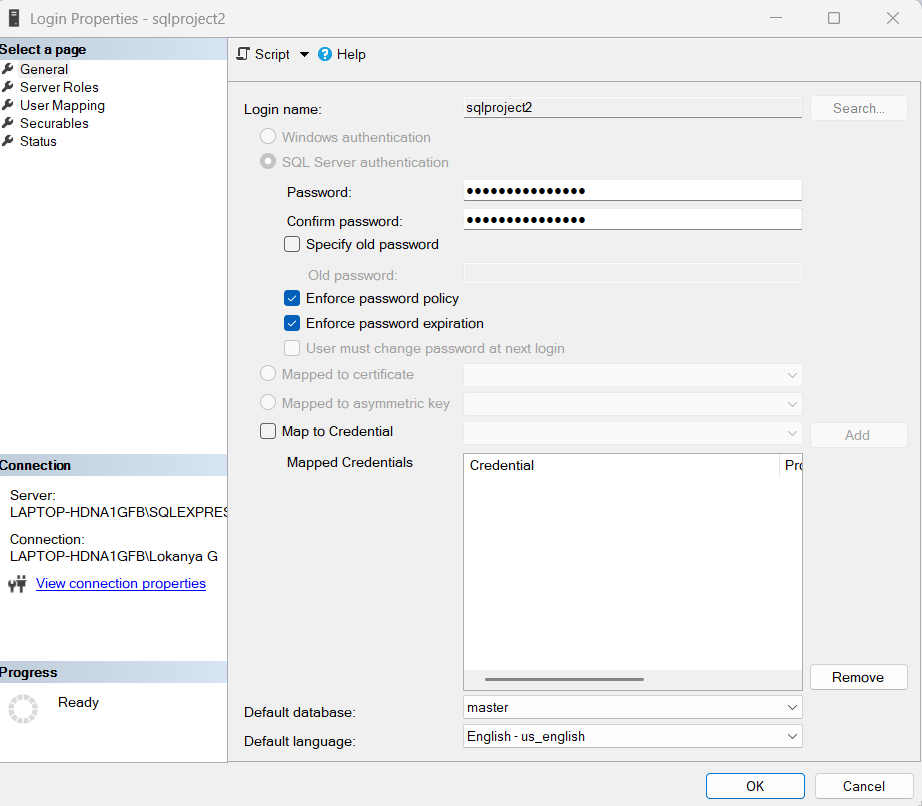 Login Properties - sqlproject2
Select a page
General
Server Roles
User Mapping
Securables
Status
Script
Help
Login name:
sqlproject2
Search...
Windows authentication
SQL Server authentication
Password:
●●●●●●●●●●●●●●●
Confirm password:
●●●●●●●●●●●●●●●
Specify old password
Old password:
Enforce password policy
Enforce password expiration
User must change password at next login
Mapped to certificate
Mapped to asymmetric key
Map to Credential
Add
Mapped Credentials
Credential
Pro
Remove
Default database:
master
Default language:
English - us_english
Connection
Server:
LAPTOP-HDNA1GFB\SQLEXPRES
Connection:
LAPTOP-HDNA1GFB\Lokanya G
View connection properties
Progress
Ready
OK
Cancel